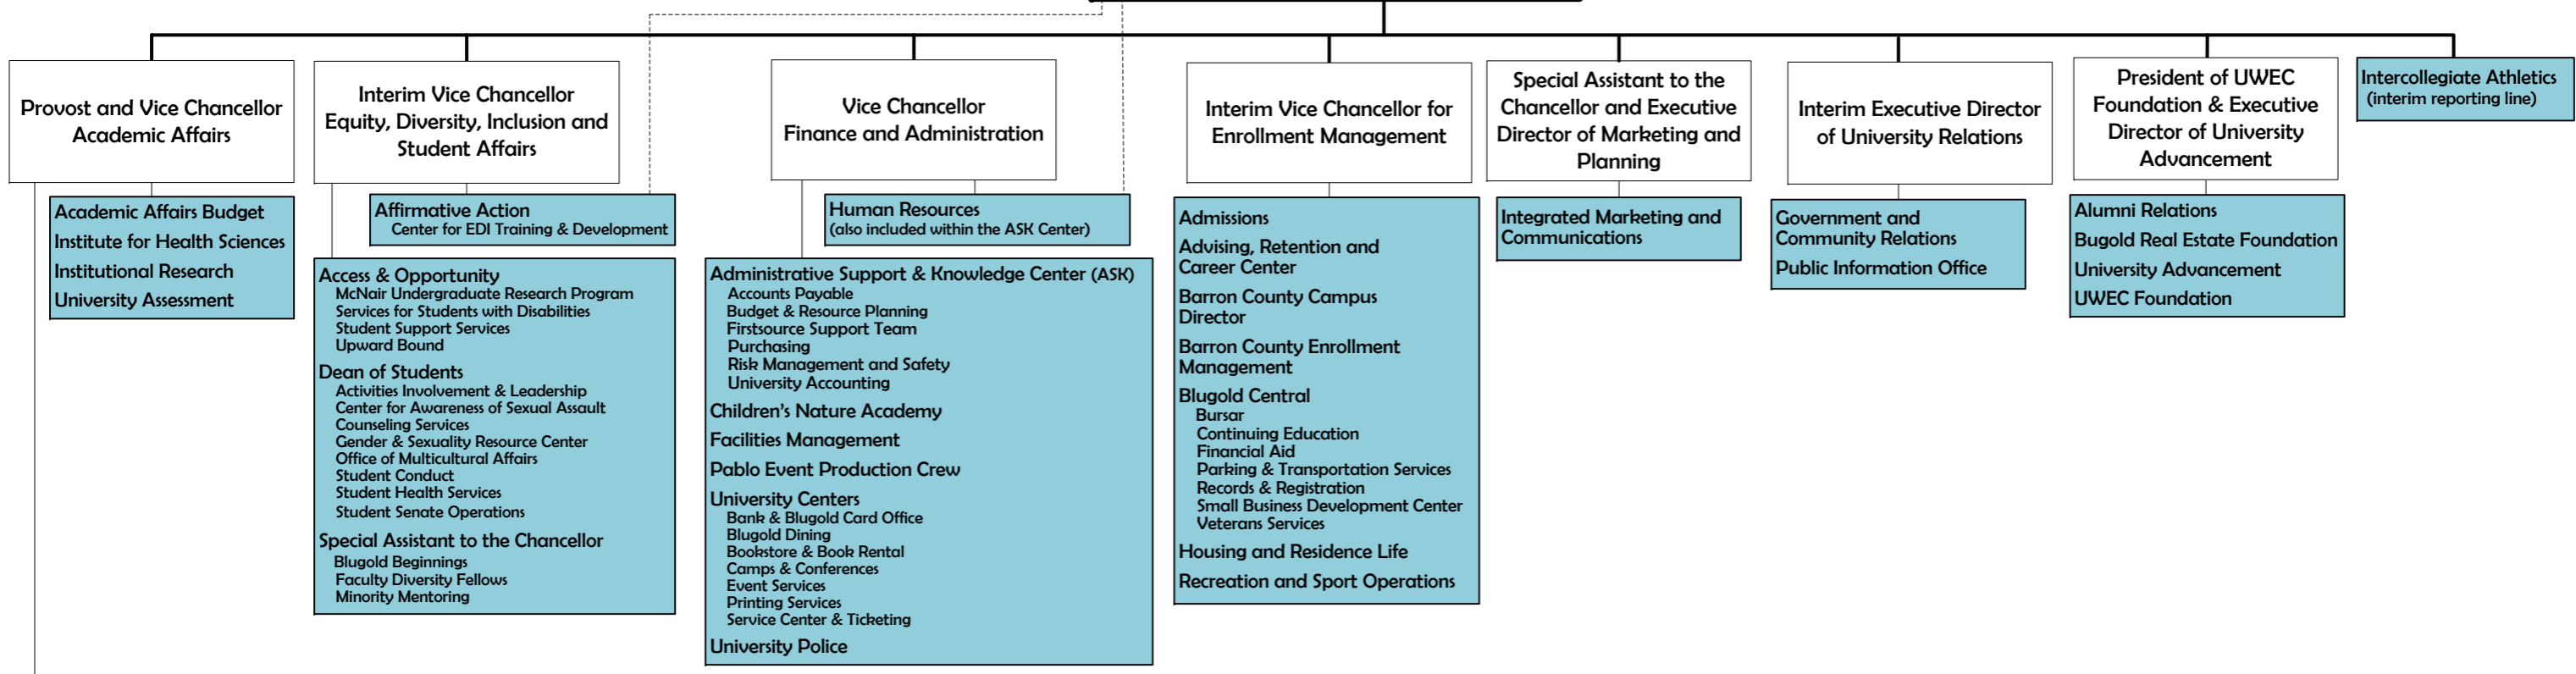 Provost and Vice Chancellor
Academic Affairs
Academic Affairs Budget
Institute for Health Sciences
Institutional Research
University Assessment
Interim Vice Chancellor
Equity, Diversity, Inclusion and
Student Affairs
Affirmative Action
Center for EDI Training & Development
Access & Opportunity
McNair Undergraduate Research Program
Services for Students with Disabilities
Student Support Services
Upward Bound
Dean of Students
Activities Involvement & Leadership
Center for Awareness of Sexual Assault
Counseling Services
Gender & Sexuality Resource Center
Office of Multicultural Affairs
Student Conduct
Student Health Services
Student Senate Operations
Special Assistant to the Chancellor
Blugold Beginnings
Faculty Diversity Fellows
Minority Mentoring
Vice Chancellor
Finance and Administration
Human Resources
(also included within the ASK Center)
Administrative Support & Knowledge Center (ASK)
Accounts Payable
Budget & Resource Planning
Firstsource Support Team
Purchasing
Risk Management and Safety
University Accounting
Children's Nature Academy
Facilities Management
Pablo Event Production Crew
University Centers
Bank & Blugold Card Office
Blugold Dining
Bookstore & Book Rental
Camps & Conferences
Event Services
Printing Services
Service Center & Ticketing
University Police
Interim Vice Chancellor for
Enrollment Management
Admissions
Advising, Retention and
Career Center
Barron County Campus
Director
Barron County Enrollment
Management
Blugold Central
Bursar
Continuing Education
Financial Aid
Parking & Transportation Services
Records & Registration
Small Business Development Center
Veterans Services
Housing and Residence Life
Recreation and Sport Operations
Special Assistant to the
Chancellor and Executive
Director of Marketing and
Planning
Integrated Marketing and
Communications
Interim Executive Director
of University Relations
Government and
Community Relations
Public Information Office
President of UWEC
Foundation & Executive
Director of University
Advancement
Alumni Relations
Bugold Real Estate Foundation
University Advancement
UWEC Foundation
Intercollegiate Athletics
(interim reporting line)